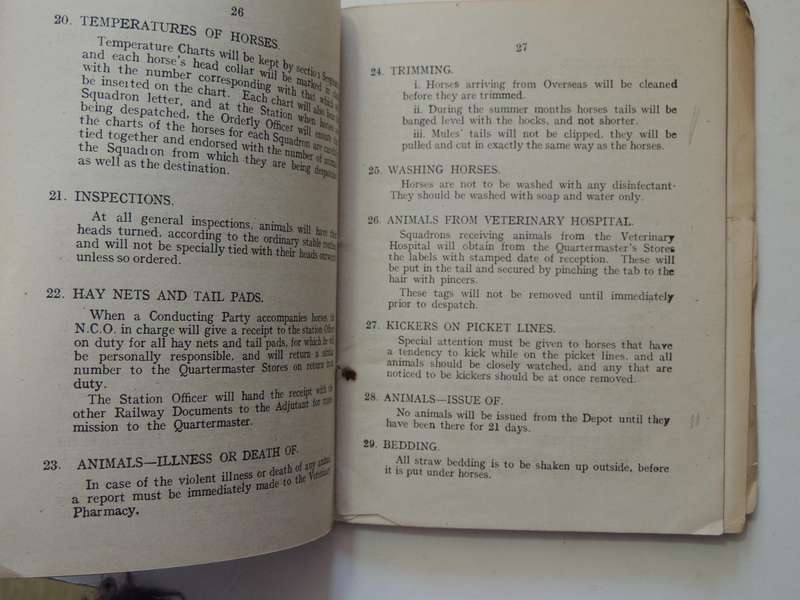 26
20. TEMPERATURES OF HORSES.
Temperature Charts will be kept by section
and each horse's head collar will be marked in
with the number corresponding with that which
be inserted on the chart. Each chart will also bear
Squadron letter, and at the Station when horses
being despatched, the Orderly Officer will ensure
the charts of the horses for each Squadron are
tied together and endorsed with the number of animals
the Squadron from which they are being despatched
as well as the destination.
21. INSPECTIONS.
At all general inspections, animals will have
heads turned, according to the ordinary stable
and will not be specially tied with their heads
unless so ordered.
22. HAY NETS AND TAIL PADS.
When a Conducting Party accompanies horses,
N.C.O. in charge will give a receipt to the station Officer
on duty for all hay nets and tail pads, for which he will
be personally responsible, and will return a
number to the Quartermaster Stores on return
duty.
The Station Officer will hand the receipt with
other Railway Documents to the Adjutant for
mission to the Quartermaster.
23. ANIMALS—ILLNESS OR DEATH OF.
In case of the violent illness or death of any animal
a report must be immediately made to the Veterinary
Pharmacy.
27
24. TRIMMING.
i. Horses arriving from Overseas will be cleaned
before they are trimmed.
ii. During the summer months horses tails will be
banged level with the hocks, and not shorter.
iii. Mules' tails will not be clipped, they will be
pulled and cut in exactly the same way as the horses.
25. WASHING HORSES.
Horses are not to be washed with any disinfectant.
They should be washed with soap and water only.
26. ANIMALS FROM VETERINARY HOSPITAL.
Squadrons receiving animals from the Veterinary
Hospital will obtain from the Quartermaster's Stores
the labels with stamped date of reception. These will
be put in the tail and secured by pinching the tab to the
hair with pincers.
These tags will not be removed until immediately
prior to despatch.
27. KICKERS ON PICKET LINES.
Special attention must be given to horses that have
a tendency to kick while on the picket lines, and all
animals should be closely watched, and any that are
noticed to be kickers should be at once removed.
28. ANIMALS—ISSUE OF.
No animals will be issued from the Depot until they
have been there for 21 days.
29. BEDDING.
All straw bedding is to be shaken up outside, before
it is put under horses.